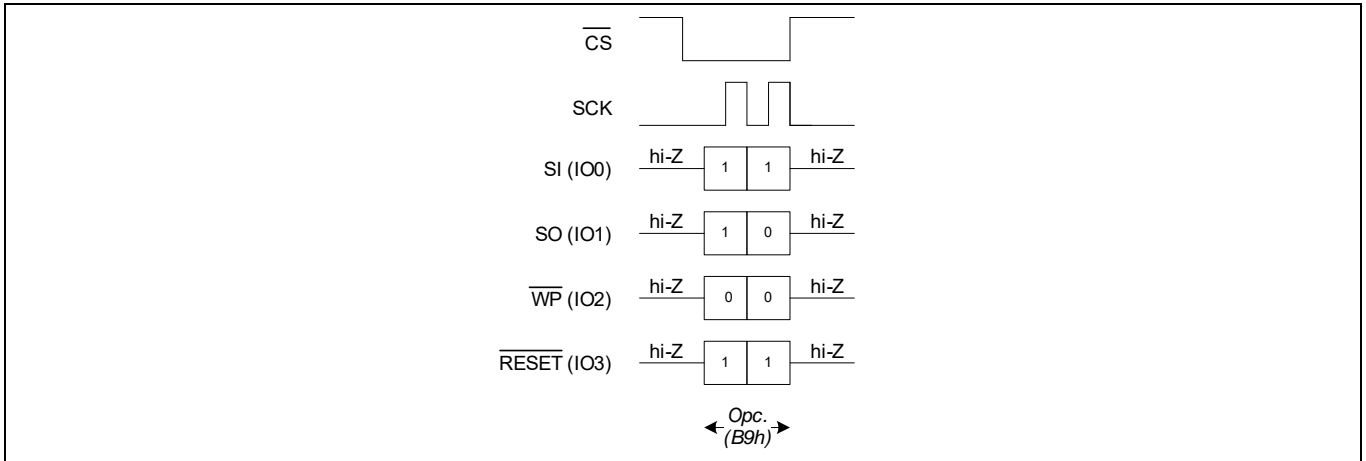 CS
SCK
SI (IO0) hi-Z 1 1 hi-Z
SO (IO1) hi-Z 1 0 hi-Z
WP (IO2) hi-Z 0 0 hi-Z
RESET (IO3) hi-Z 1 1 hi-Z
Opc.
(B9h)